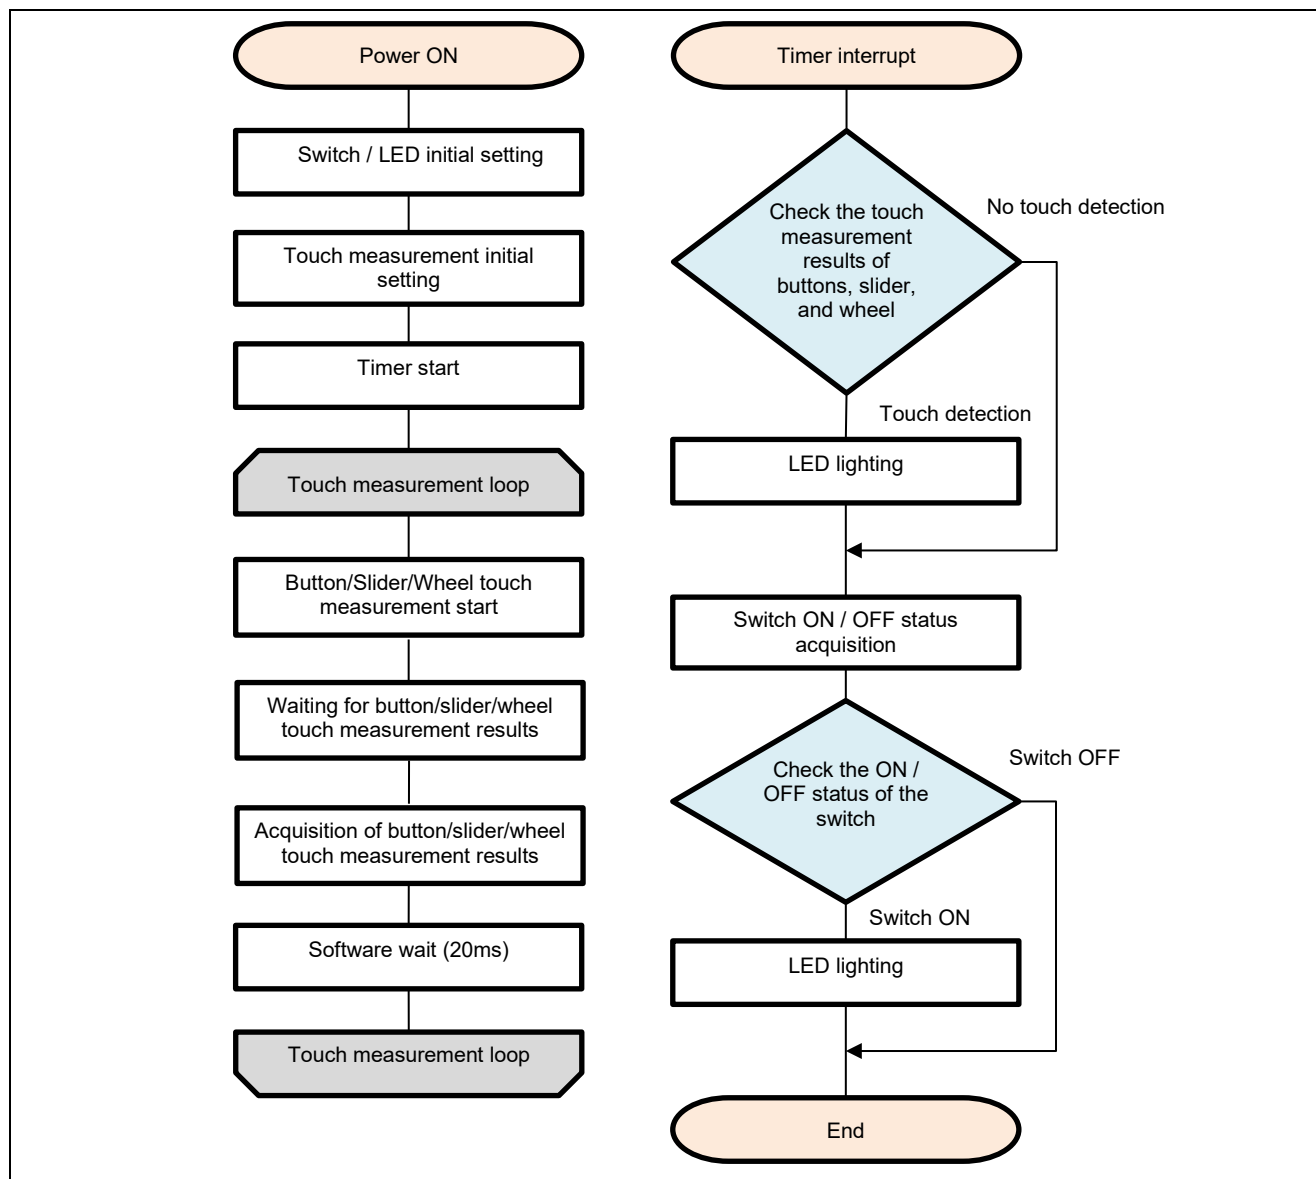 Power ON
Switch / LED initial setting
Touch measurement initial
setting
Timer start
Touch measurement loop
Button/Slider/Wheel touch
measurement start
Waiting for button/slider/wheel
touch measurement results
Acquisition of button/slider/wheel
touch measurement results
Software wait (20ms)
Touch measurement loop
Timer interrupt
Check the touch
measurement
results of
buttons, slider,
and wheel
No touch detection
Touch detection
LED lighting
Switch ON / OFF status
acquisition
Check the ON /
OFF status of the
switch
Switch OFF
Switch ON
LED lighting
End